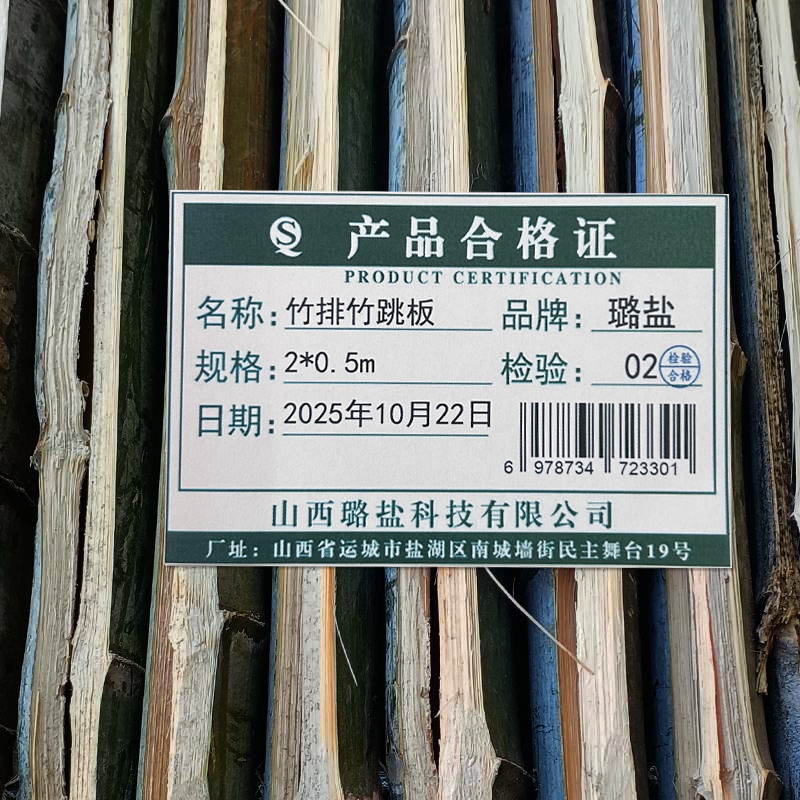 QS 产品合格证
PRODUCT CERTIFICATION
名称：竹排竹跳板 品牌：璐盐
规格：2*0.5m 检验：02 检验合格
日期：2025年10月22日
6 978734 723301
山西璐盐科技有限公司
厂址：山西省运城市盐湖区南城墙街民主舞台19号